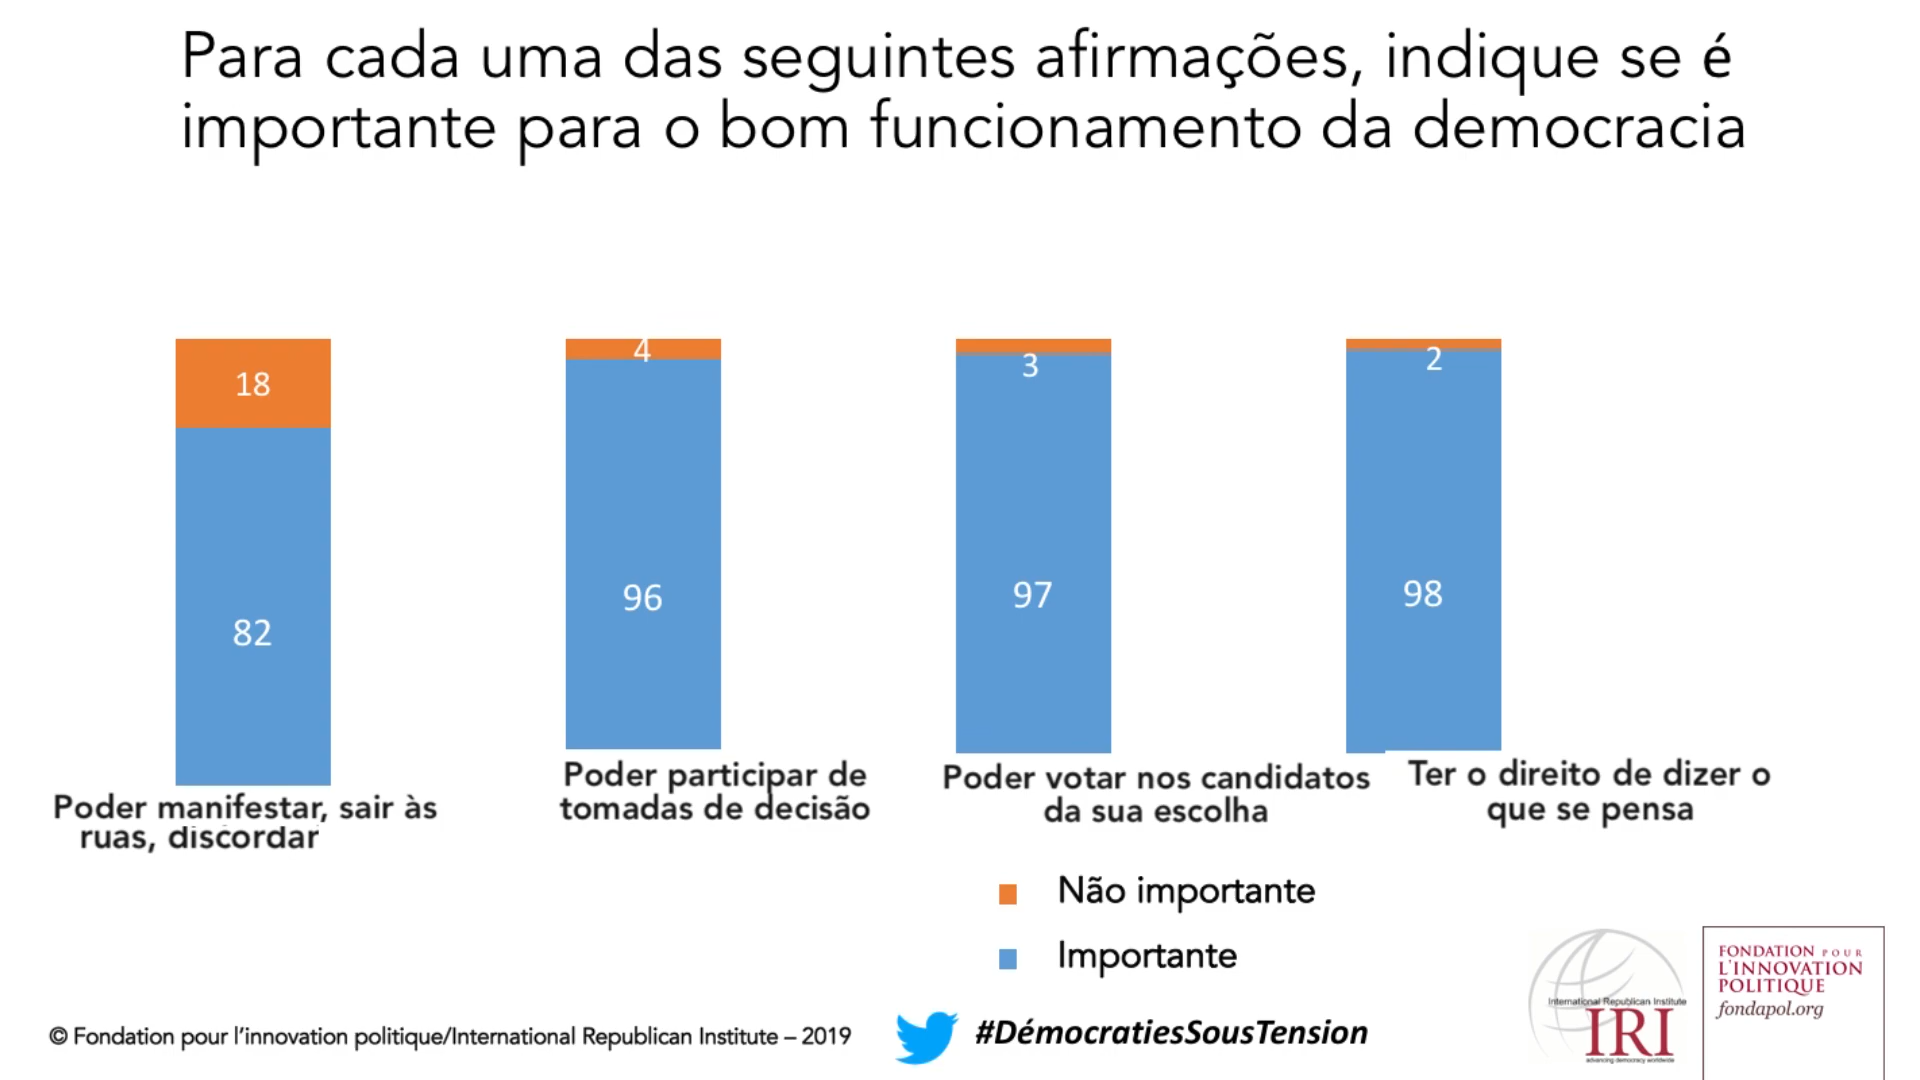 Para cada uma das seguintes afirmações, indique se é
importante para o bom funcionamento da democracia
18
4
3
2
82
96
97
98
Poder manifestar, sair às
ruas, discordar
Poder participar de
tomadas de decisão
Poder votar nos candidatos
da sua escolha
Ter o direito de dizer o
que se pensa
Não importante
Importante
© Fondation pour l'innovation politique/International Republican Institute – 2019
#DémocratiesSousTension
International Republican Institute
IRI
advancing democracy worldwide
FONDATION POUR
L'INNOVATION
POLITIQUE
fondapol.org